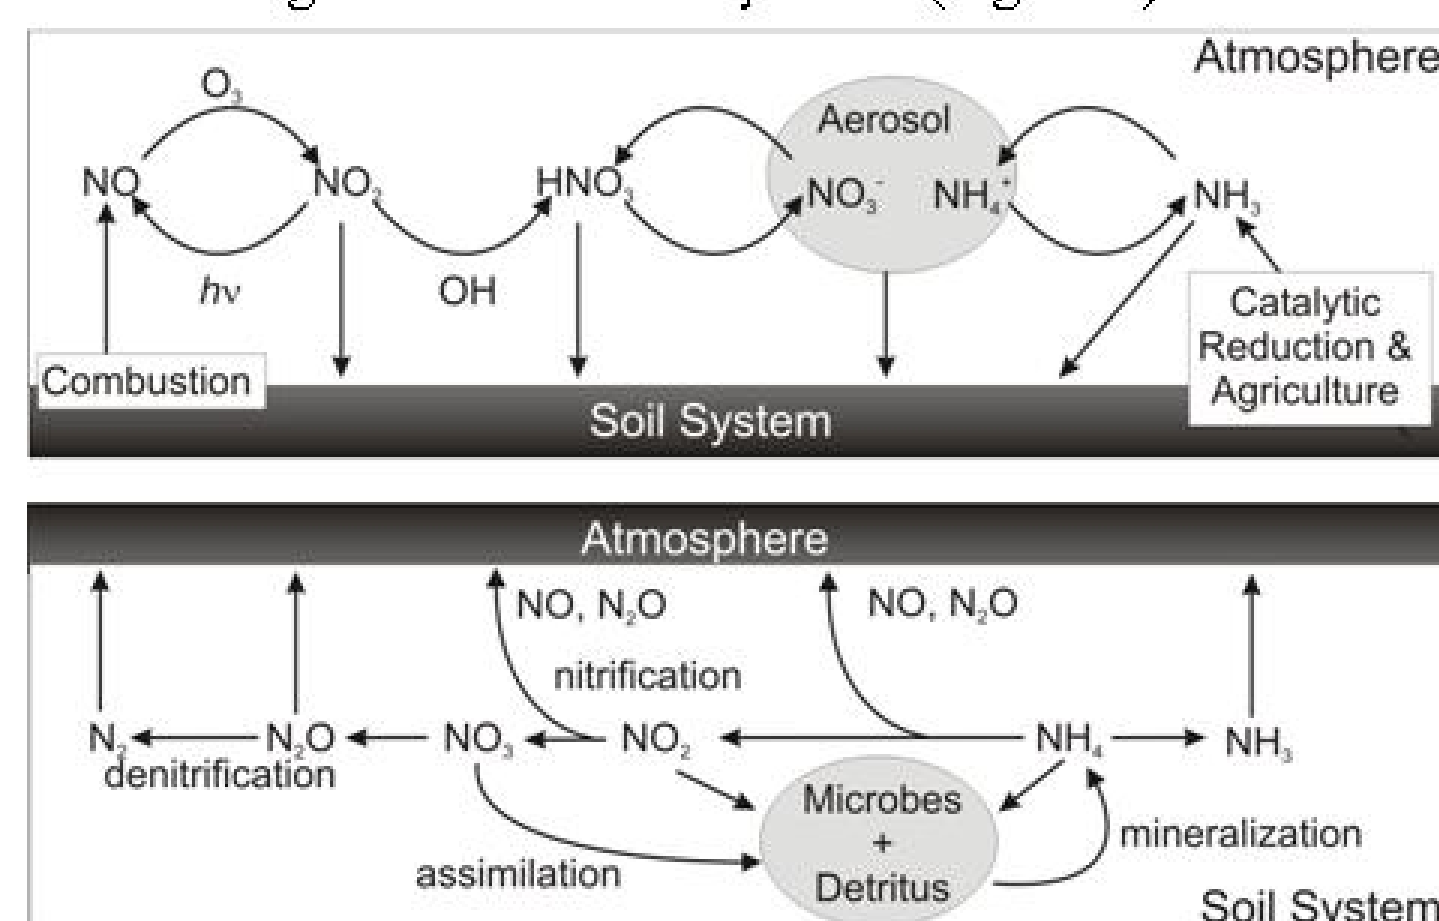 Atmosphere
O₃
Aerosol
NO NO₂ HNO₃ NO₃⁻ NH₄⁺ NH₃
hν OH
Catalytic
Reduction &
Agriculture
Combustion
Soil System
Atmosphere
NO, N₂O NO, N₂O
nitrification
N₂ N₂O NO₃ NO₂ NH₄ NH₃
denitrification
Microbes
+
Detritus
mineralization
assimilation
Soil System